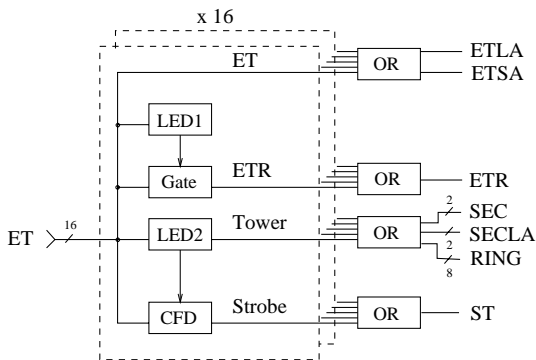 x 16
ET
OR
ETLA
ETSA
LED1
Gate
ETR
OR
ETR
ET
16
LED2
Tower
OR
2
SEC
SECLA
2
RING
8
CFD
Strobe
OR
ST